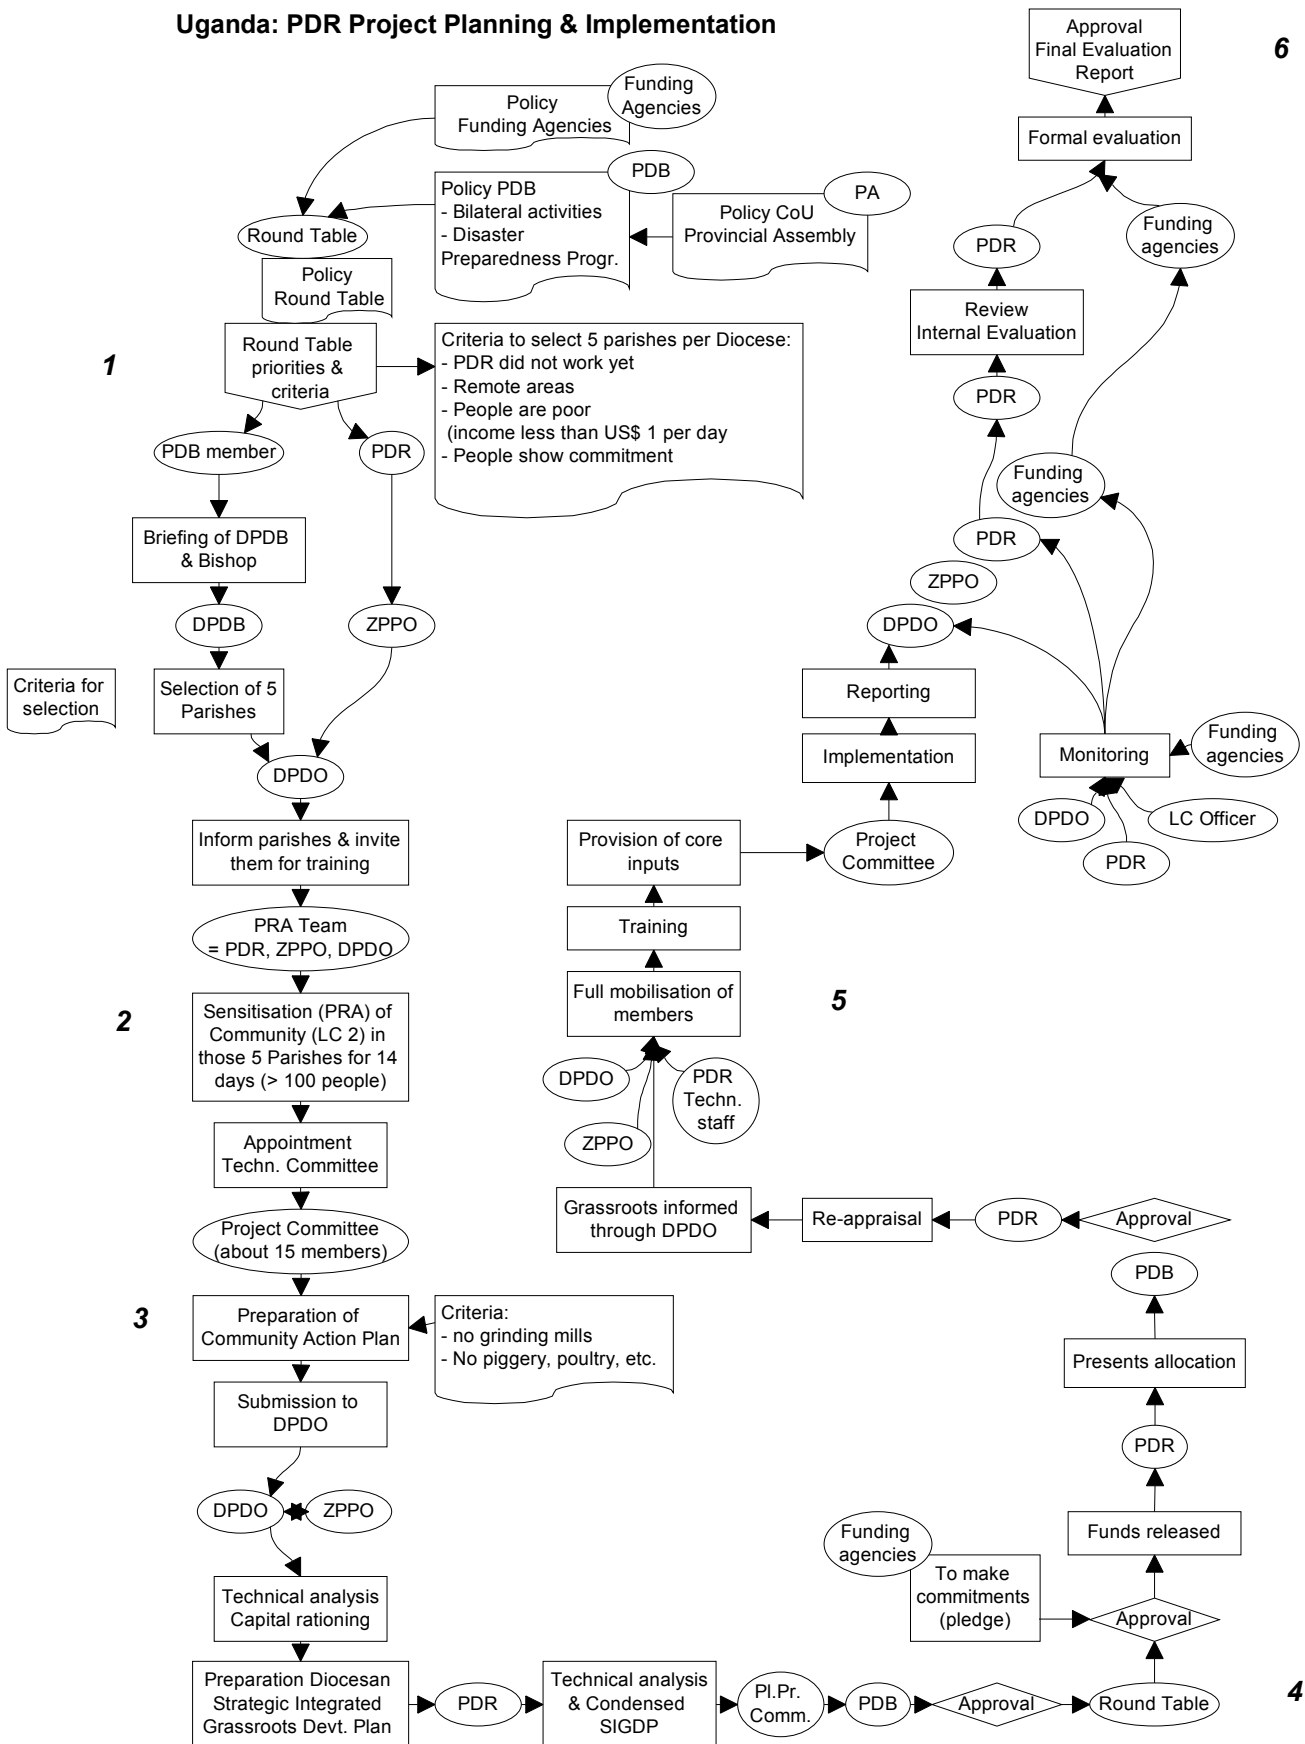 Uganda: PDR Project Planning & Implementation
Policy
Funding Agencies
Funding
Agencies
Policy PDB
- Bilateral activities
- Disaster
Preparedness Progr.
PDB
Policy CoU
Provincial Assembly
PA
Round Table
Policy
Round Table
1
Round Table
priorities &
criteria
Criteria to select 5 parishes per Diocese:
- PDR did not work yet
- Remote areas
- People are poor
(income less than US$ 1 per day
- People show commitment
PDB member
PDR
Briefing of DPDB
& Bishop
DPDB
ZPPO
Criteria for
selection
Selection of 5
Parishes
DPDO
Inform parishes & invite
them for training
PRA Team
= PDR, ZPPO, DPDO
2
Sensitisation (PRA) of
Community (LC 2) in
those 5 Parishes for 14
days (> 100 people)
Appointment
Techn. Committee
Project Committee
(about 15 members)
3
Preparation of
Community Action Plan
Criteria:
- no grinding mills
- No piggery, poultry, etc.
Submission to
DPDO
DPDO
ZPPO
Technical analysis
Capital rationing
Preparation Diocesan
Strategic Integrated
Grassroots Devt. Plan
PDR
Technical analysis
& Condensed
SIGDP
Pl.Pr.
Comm.
PDB
Approval
Round Table
4
Approval
To make
commitments
(pledge)
Funding
agencies
Funds released
PDR
Presents allocation
PDB
Approval
PDR
Re-appraisal
Grassroots informed
through DPDO
ZPPO
DPDO
PDR
Techn.
staff
5
Full mobilisation of
members
Training
Provision of core
inputs
Project
Committee
Implementation
Reporting
DPDO
ZPPO
PDR
Monitoring
Funding
agencies
DPDO
PDR
LC Officer
Funding
agencies
PDR
Review
Internal Evaluation
PDR
Funding
agencies
Formal evaluation
Approval
Final Evaluation
Report
6